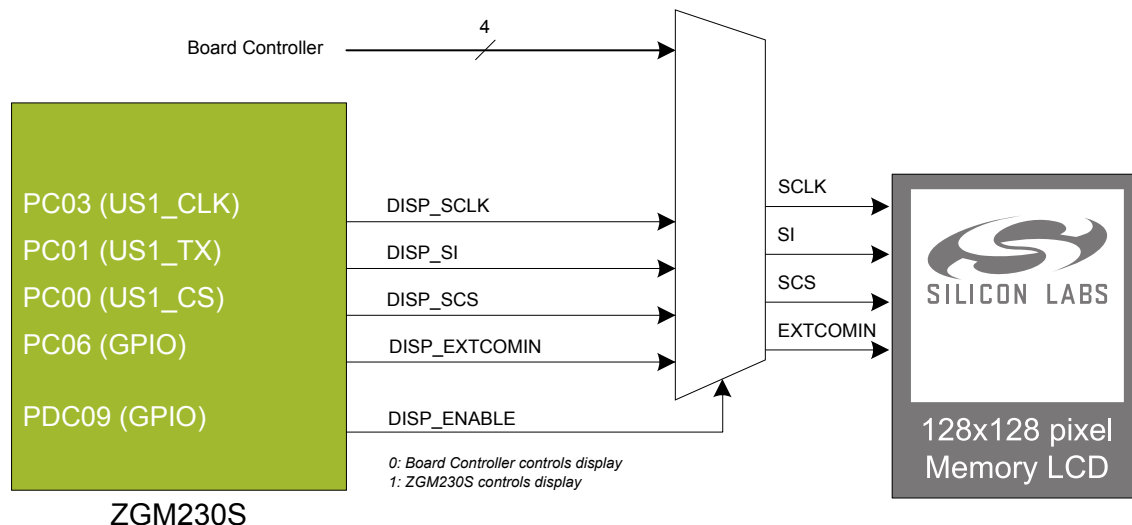 4
Board Controller
PC03 (US1_CLK)
DISP_SCLK
SCLK
PC01 (US1_TX)
DISP_SI
SI
PC00 (US1_CS)
DISP_SCS
SCS
PC06 (GPIO)
DISP_EXTCOMIN
EXTCOMIN
PDC09 (GPIO)
DISP_ENABLE
0: Board Controller controls display
1: ZGM230S controls display
SILICON LABS
128x128 pixel
Memory LCD
ZGM230S